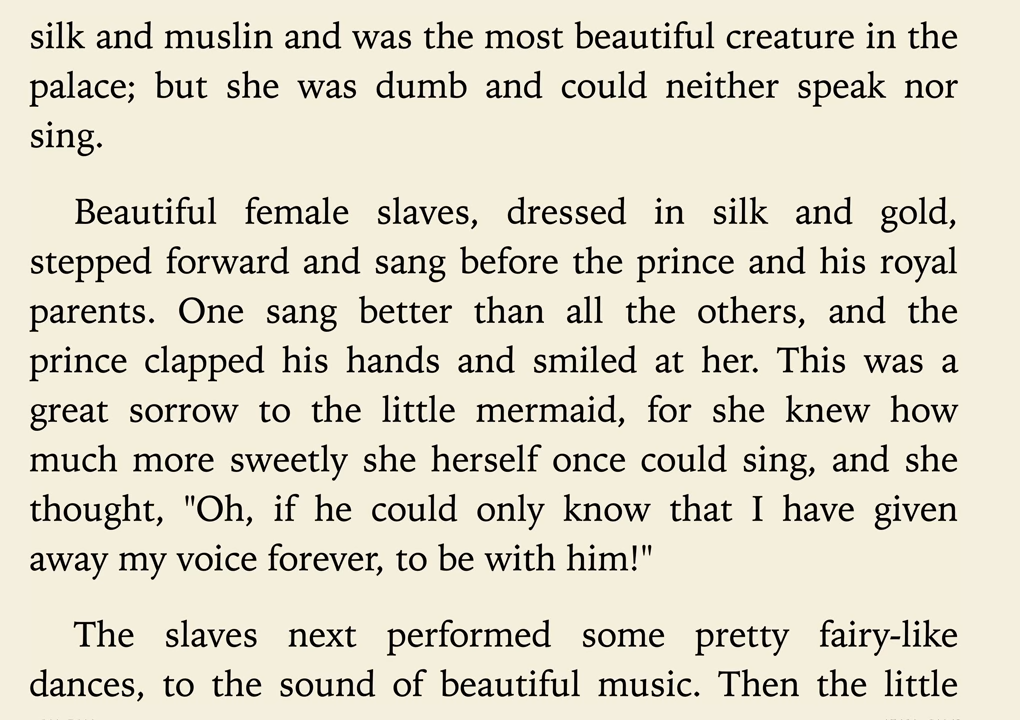 silk and muslin and was the most beautiful creature in the
palace; but she was dumb and could neither speak nor
sing.
Beautiful female slaves, dressed in silk and gold,
stepped forward and sang before the prince and his royal
parents. One sang better than all the others, and the
prince clapped his hands and smiled at her. This was a
great sorrow to the little mermaid, for she knew how
much more sweetly she herself once could sing, and she
thought, "Oh, if he could only know that I have given
away my voice forever, to be with him!"
The slaves next performed some pretty fairy-like
dances, to the sound of beautiful music. Then the little